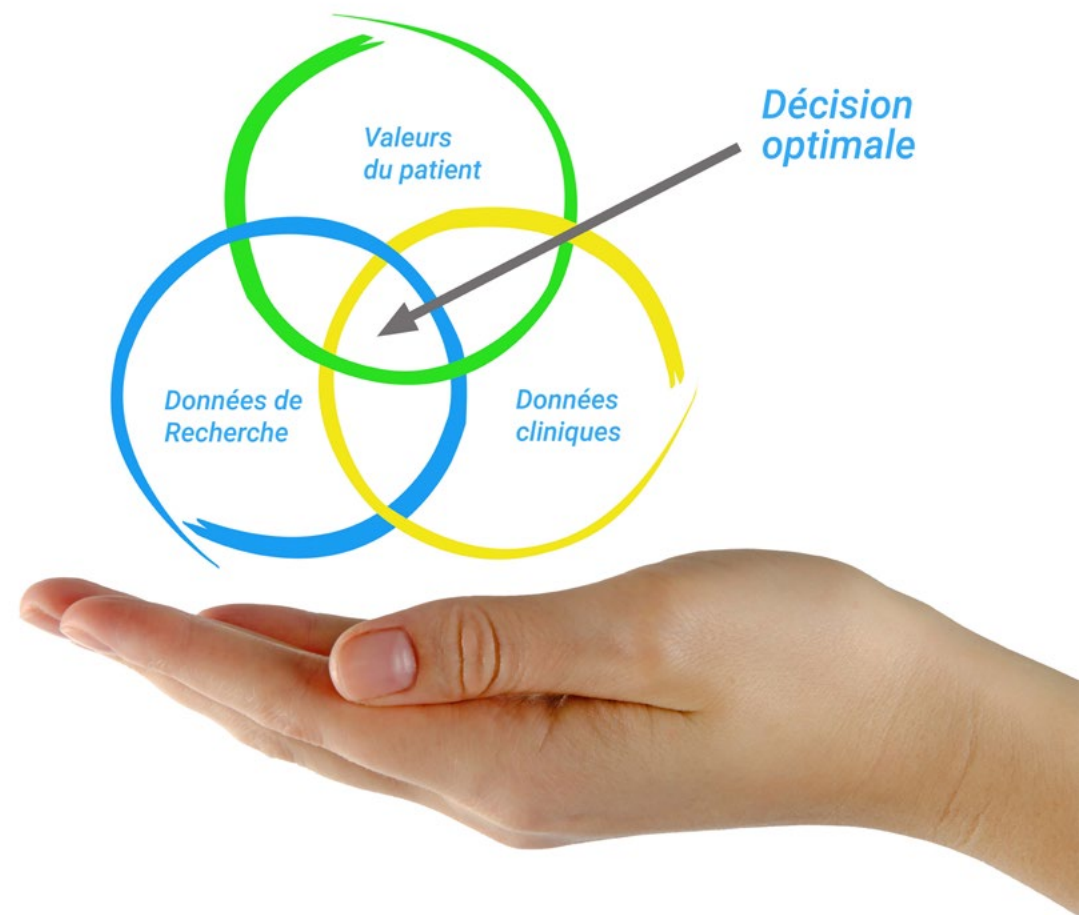 Valeurs
du patient
Décision
optimale
Données de
Recherche
Données
cliniques